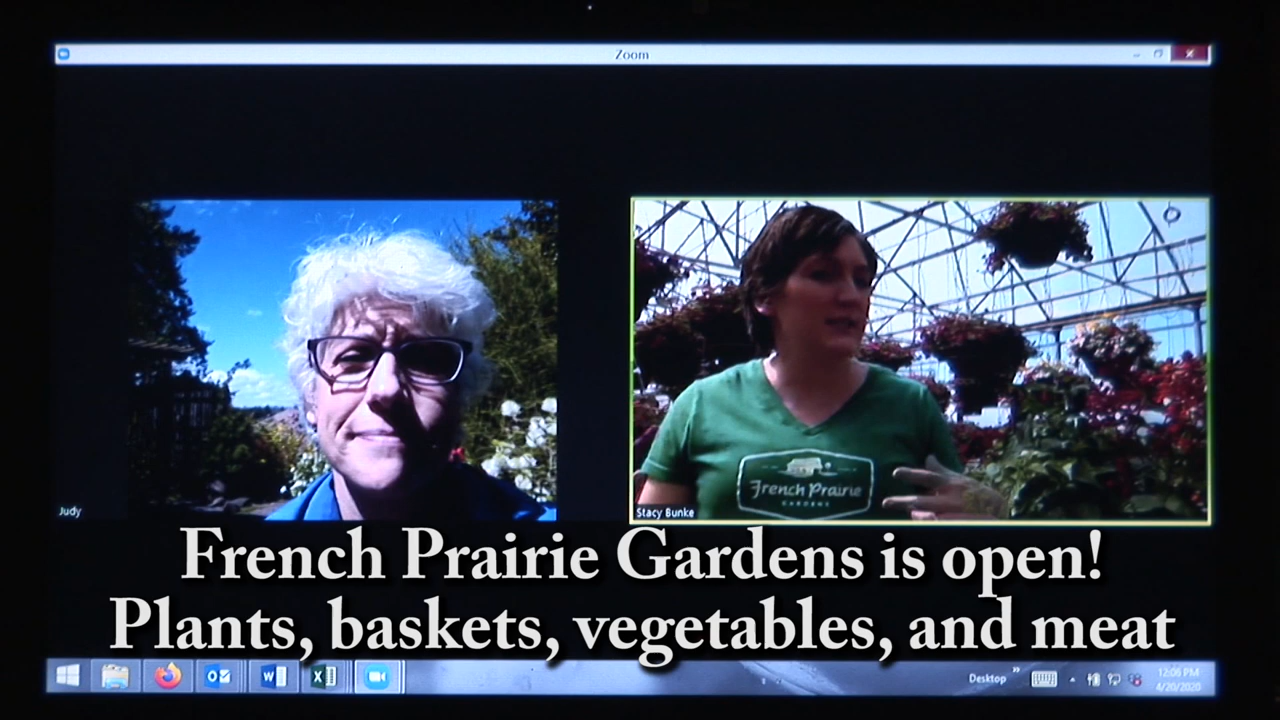 Zoom
Judy
Stacy Bunke
French Prairie
GARDENS
French Prairie Gardens is open!
Plants, baskets, vegetables, and meat
Desktop
12:06 PM
4/20/2020